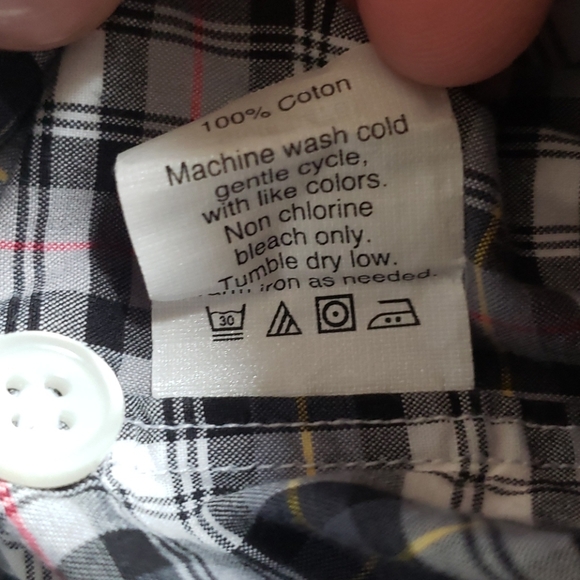 100% Coton
Machine wash cold
gentle cycle,
with like colors.
Non chlorine
bleach only.
Tumble dry low.
iron as needed.
30